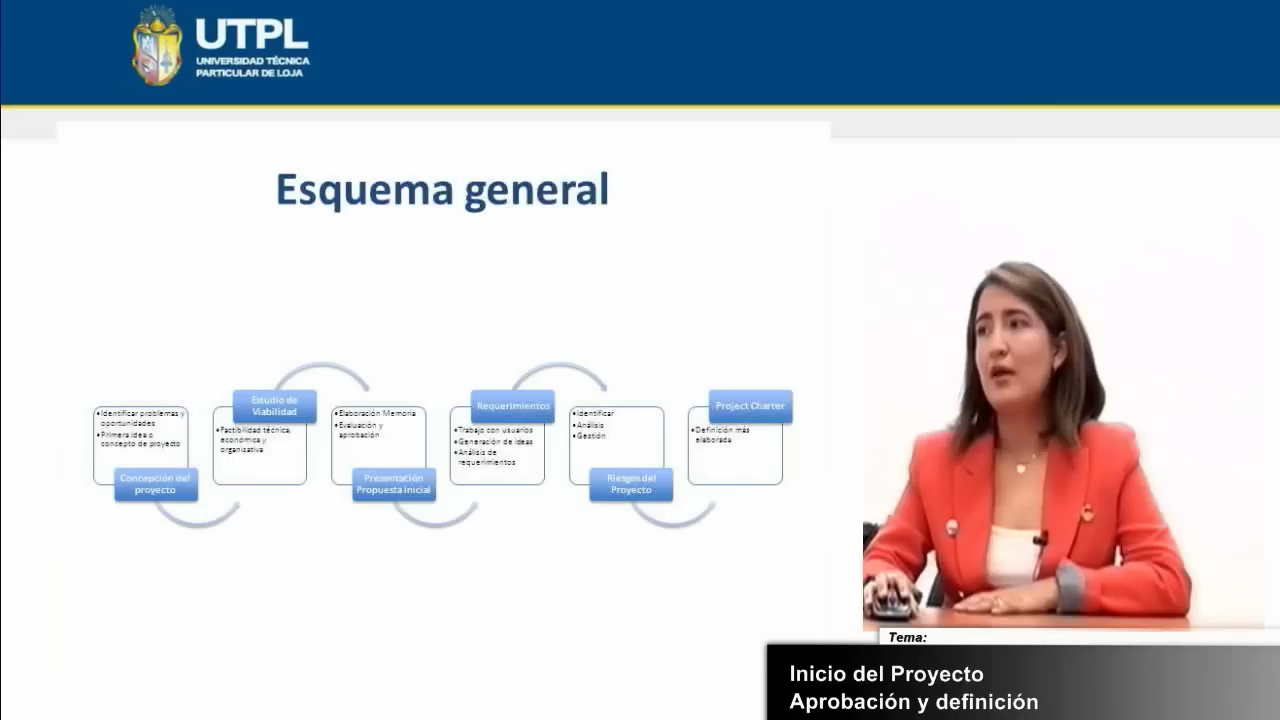 UTPL
UNIVERSIDAD TÉCNICA
PARTICULAR DE LOJA
Esquema general
• Identificar problemas y
oportunidades
• Primera idea o
concepto de proyecto
Concepción del
proyecto
Estudio de
Viabilidad
• Factibilidad técnica,
económica y
organisativa
• Elaboración Memoria
• Evaluación y
aprobación
Presentación
Propuesta Inicial
Requerimientos
• Trabajo con usuarios
• Generación de ideas
• Análisis de
requerimientos
• Identificar
• Análisis
• Gestión
Riesgos del
Proyecto
Project Charter
• Definición más
elaborada
Tema:
Inicio del Proyecto
Aprobación y definición